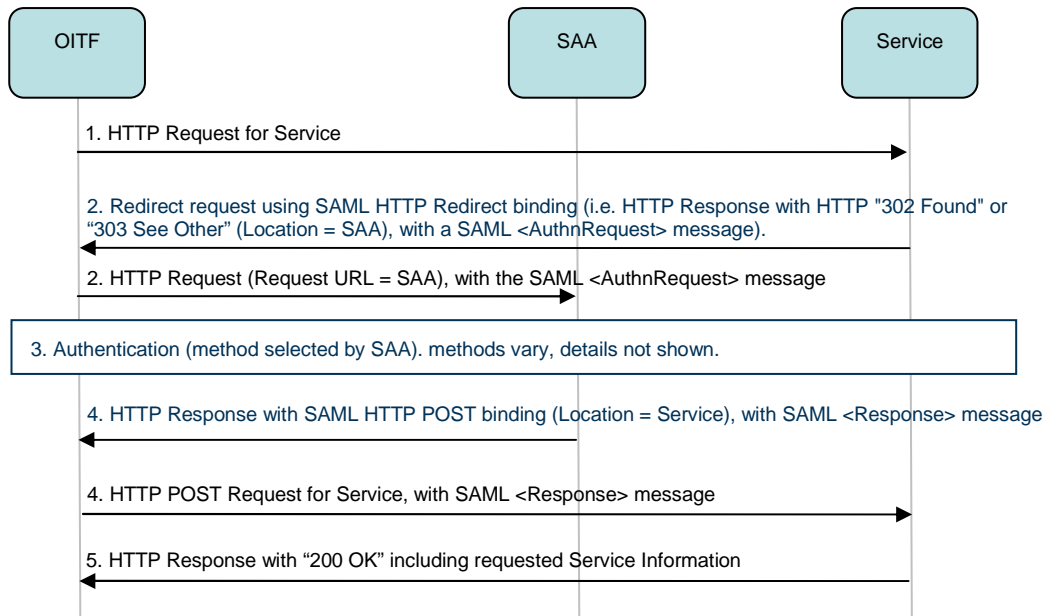 OITF
SAA
Service
1. HTTP Request for Service
2. Redirect request using SAML HTTP Redirect binding (i.e. HTTP Response with HTTP "302 Found" or
“303 See Other” (Location = SAA), with a SAML <AuthnRequest> message).
2. HTTP Request (Request URL = SAA), with the SAML <AuthnRequest> message
3. Authentication (method selected by SAA). methods vary, details not shown.
4. HTTP Response with SAML HTTP POST binding (Location = Service), with SAML <Response> message
4. HTTP POST Request for Service, with SAML <Response> message
5. HTTP Response with “200 OK” including requested Service Information